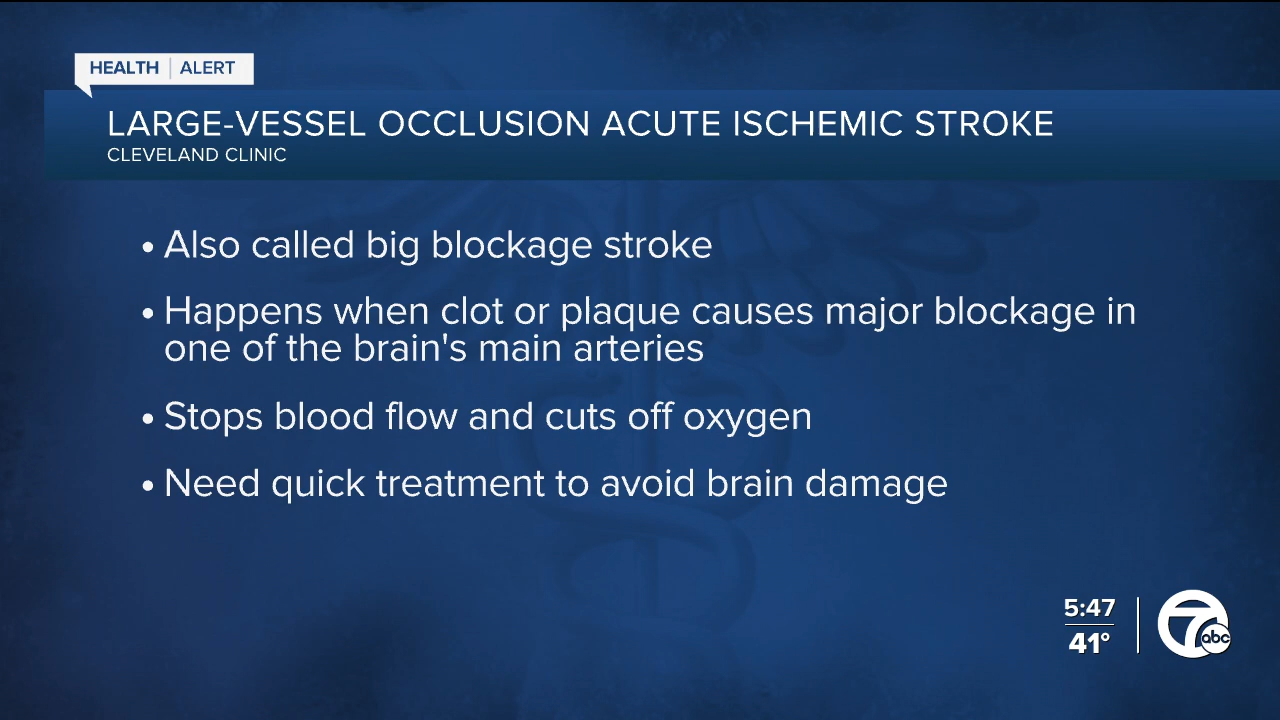 HEALTH | ALERT
LARGE-VESSEL OCCLUSION ACUTE ISCHEMIC STROKE
CLEVELAND CLINIC
• Also called big blockage stroke
• Happens when clot or plaque causes major blockage in
one of the brain's main arteries
• Stops blood flow and cuts off oxygen
• Need quick treatment to avoid brain damage
5:47
41°
7 abc